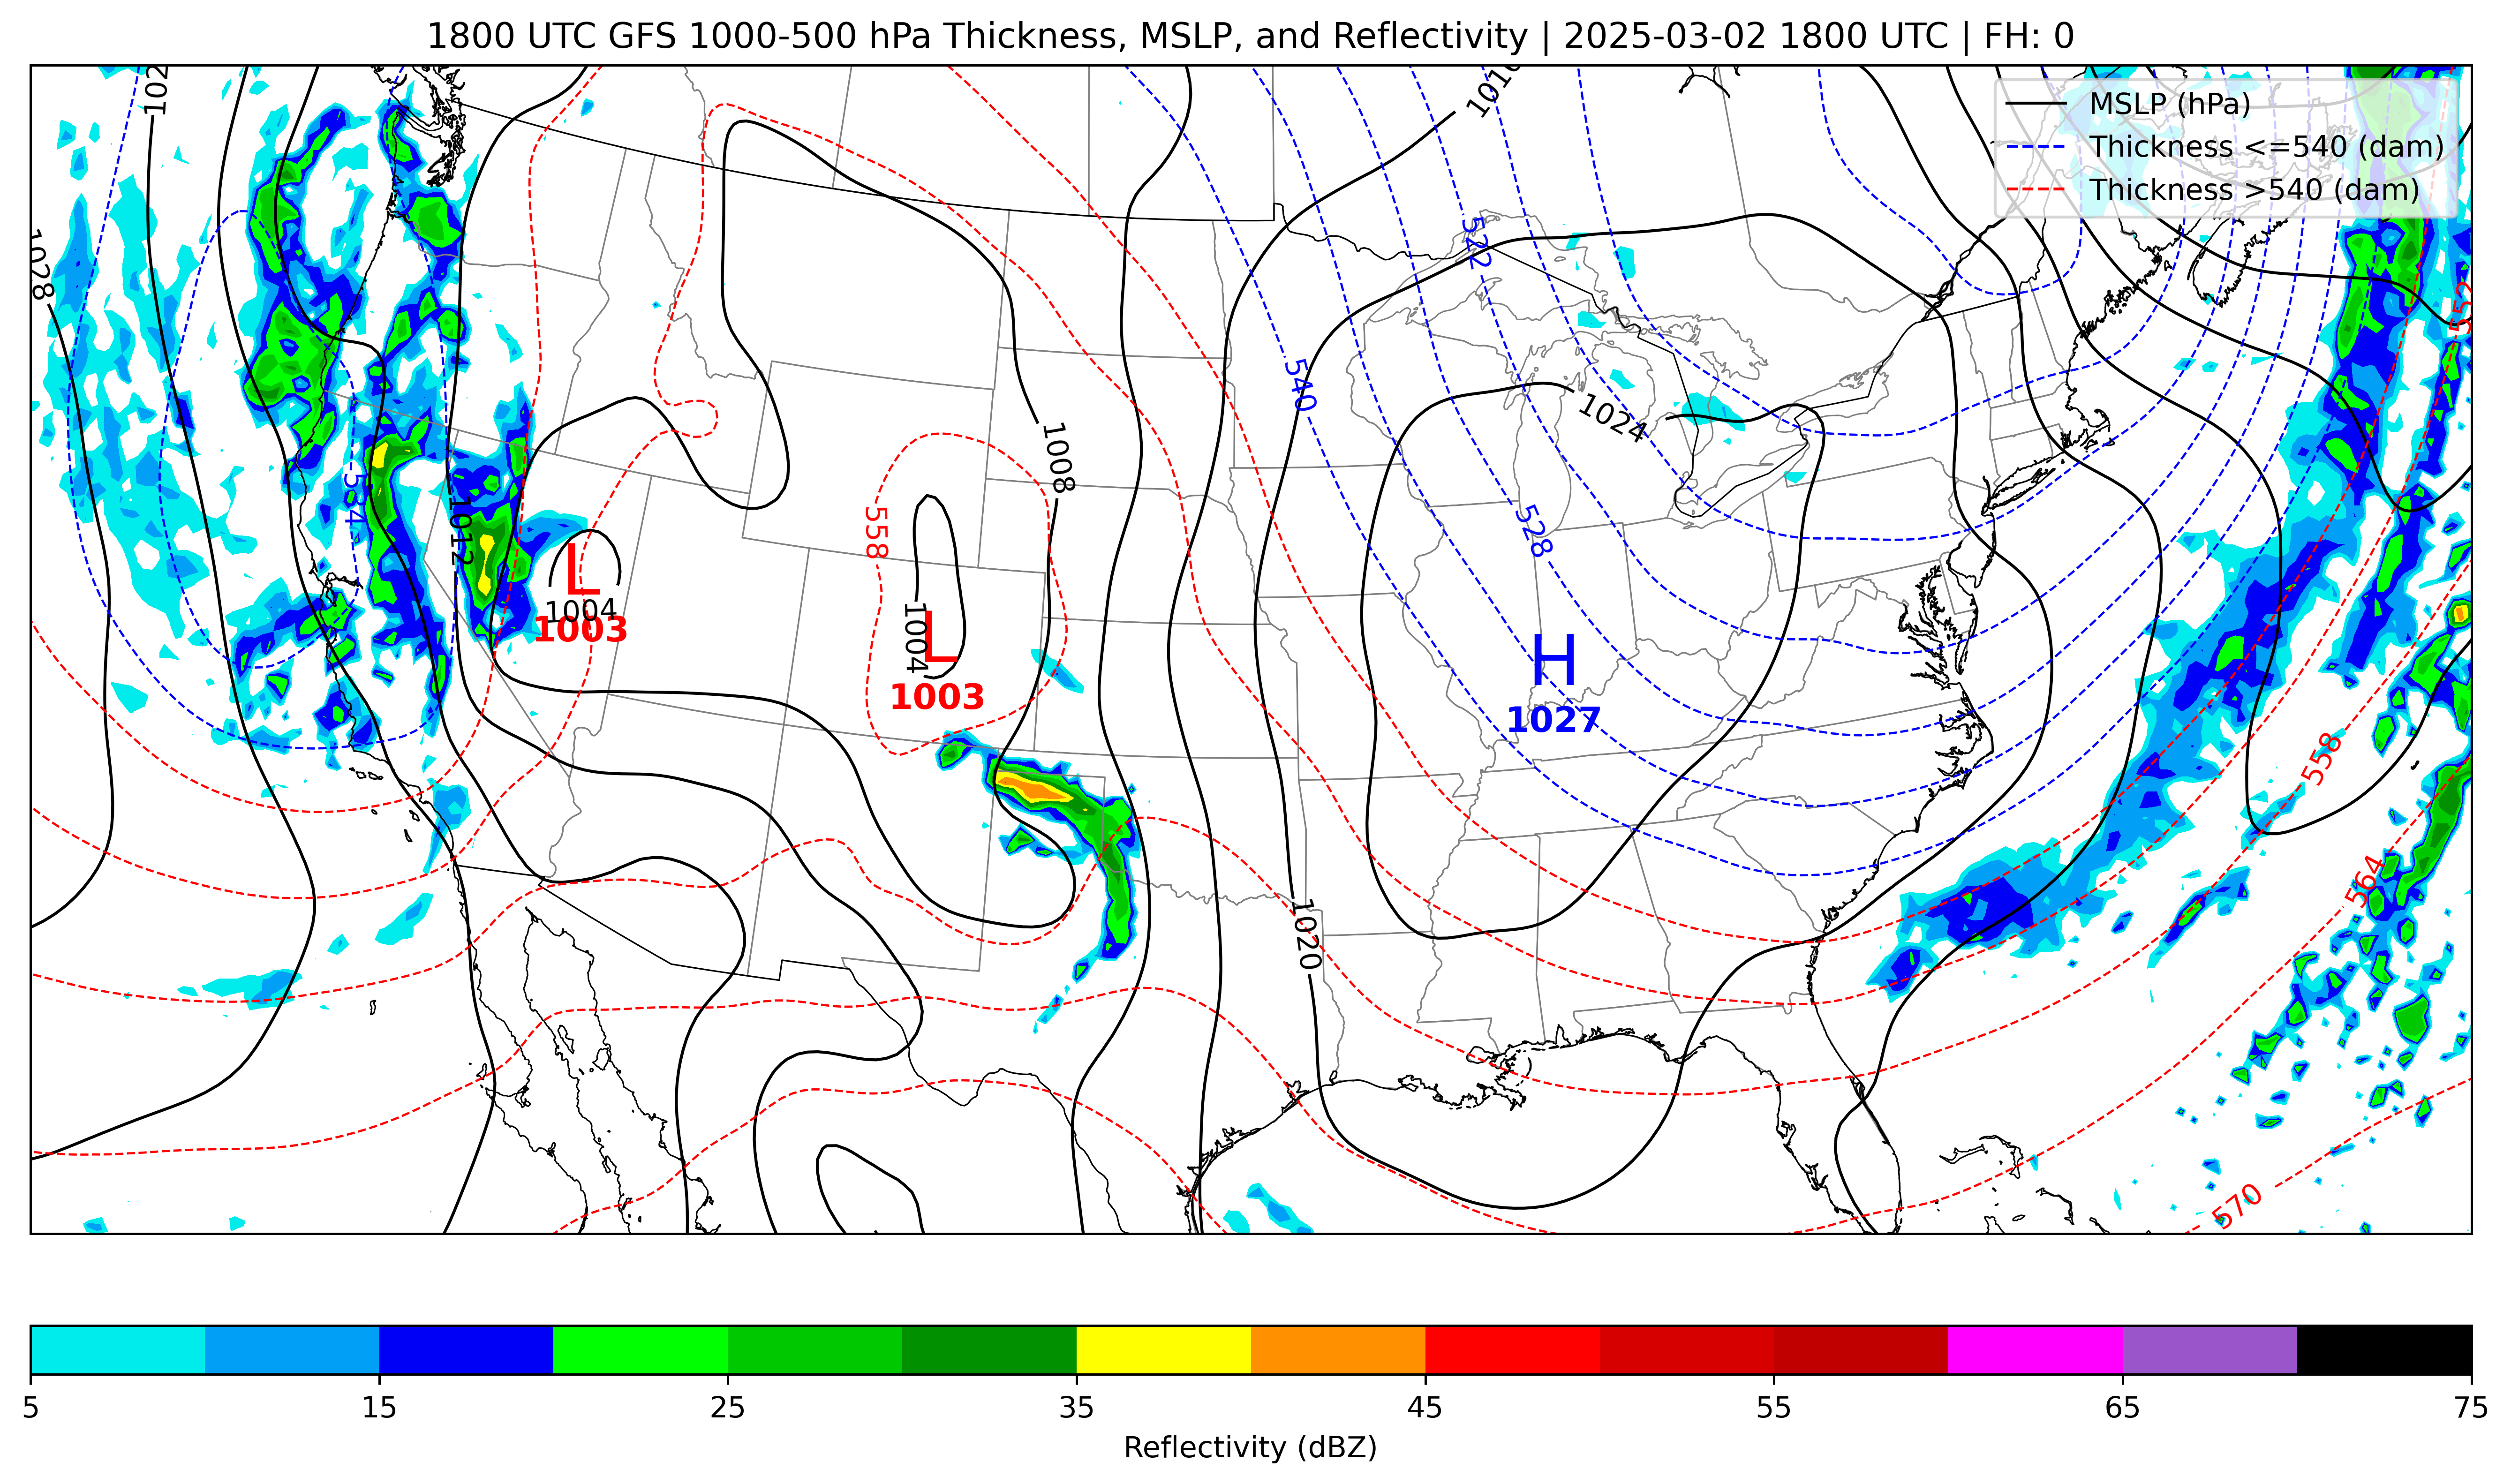 1800 UTC GFS 1000-500 hPa Thickness, MSLP, and Reflectivity | 2025-03-02 1800 UTC | FH: 0
MSLP (hPa)
Thickness <=540 (dam)
Thickness >540 (dam)
1028
522
552
540
1024
1008
534
1012
558
528
L
1004
1003
1004
L
1003
H
1027
558
564
1020
570
5 15 25 35 45 55 65 75
Reflectivity (dBZ)